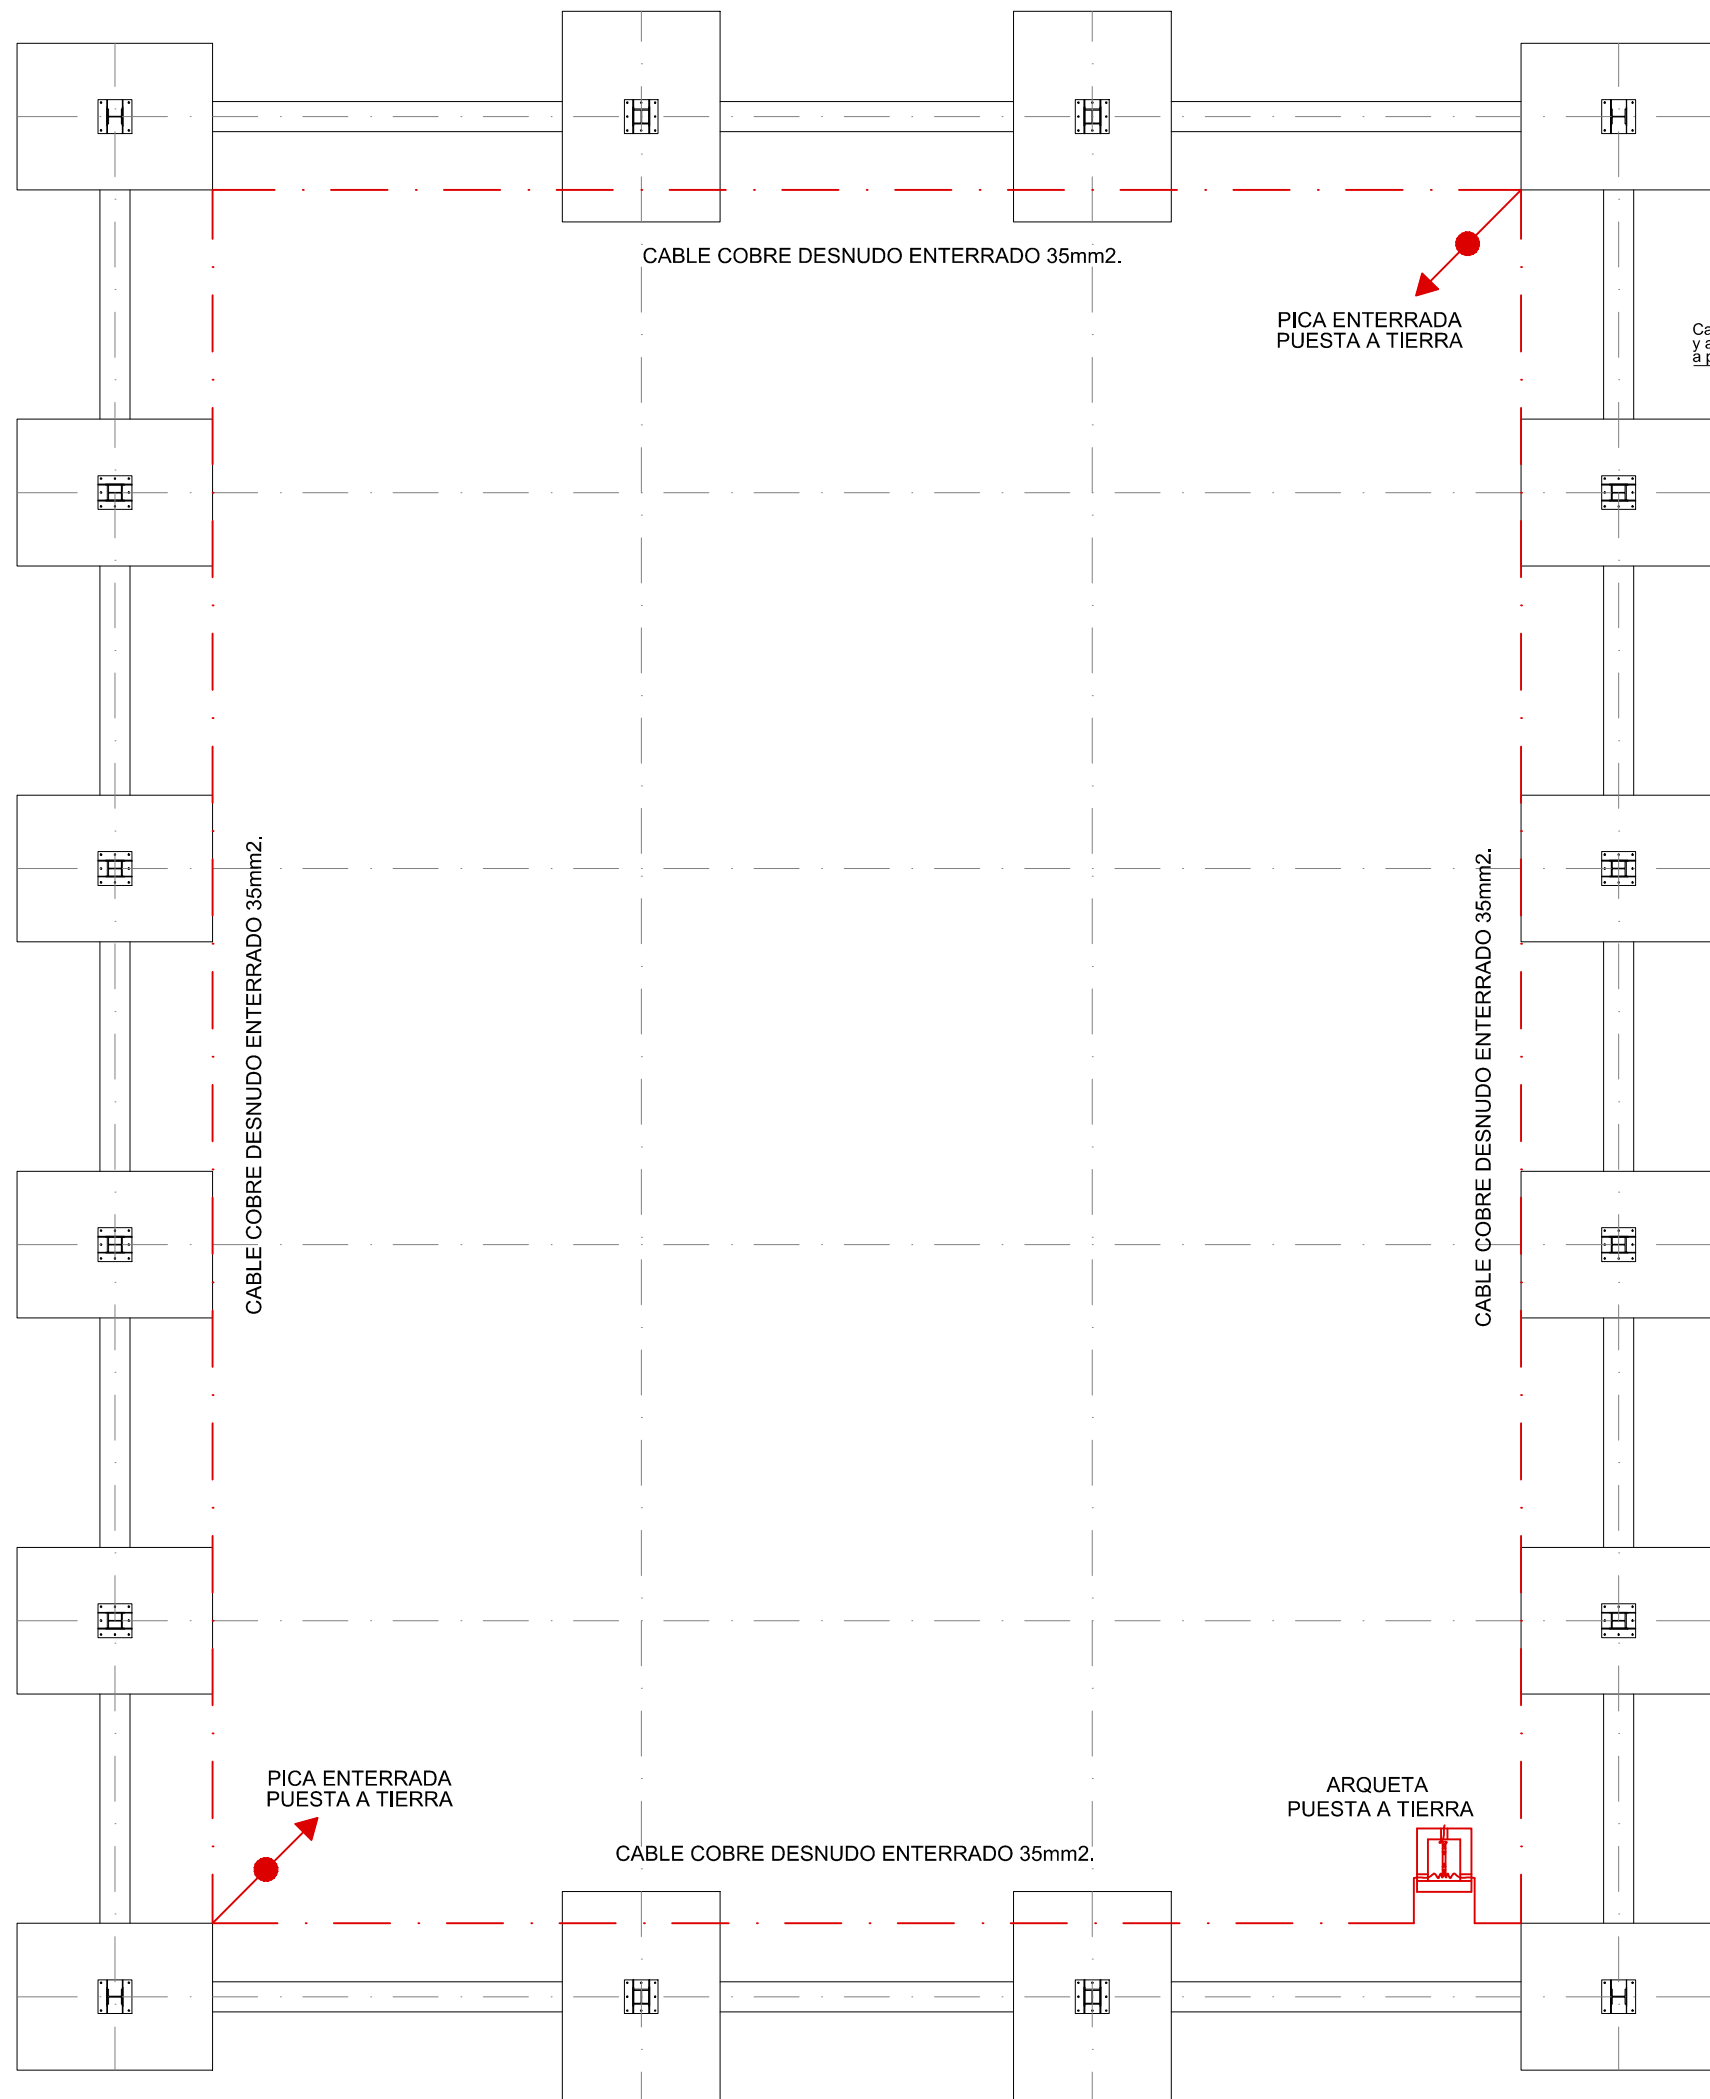 CABLE COBRE DESNUDO ENTERRADO 35mm2.
PICA ENTERRADA
PUESTA A TIERRA
CABLE COBRE DESNUDO ENTERRADO 35mm2.
CABLE COBRE DESNUDO ENTERRADO 35mm2.
PICA ENTERRADA
PUESTA A TIERRA
ARQUETA
PUESTA A TIERRA
CABLE COBRE DESNUDO ENTERRADO 35mm2.